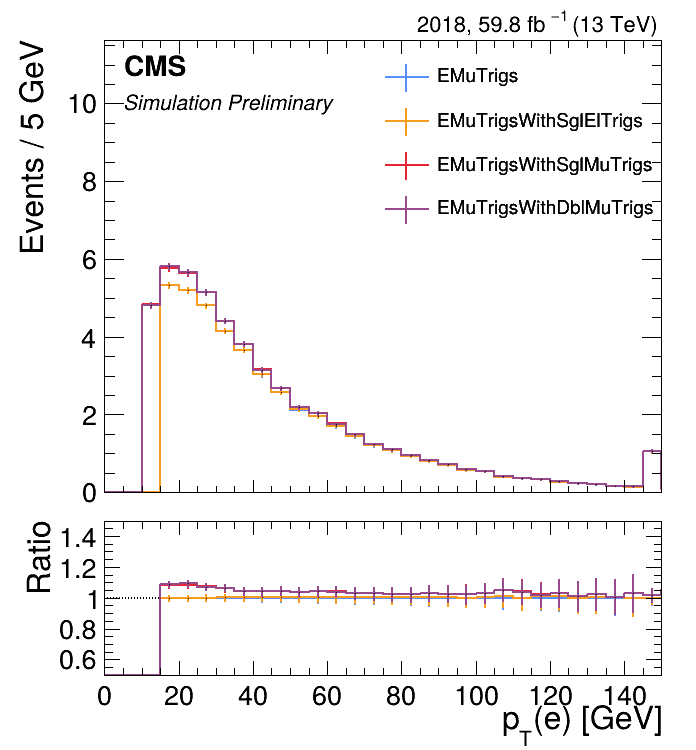 2018, 59.8 fb⁻¹ (13 TeV)
CMS
Simulation Preliminary
EMuTrigs
EMuTrigsWithSglElTrigs
EMuTrigsWithSglMuTrigs
EMuTrigsWithDblMuTrigs
Events / 5 GeV
10
8
6
4
2
0
Ratio
1.4
1.2
1
0.8
0.6
0 20 40 60 80 100 120 140
p_T(e) [GeV]